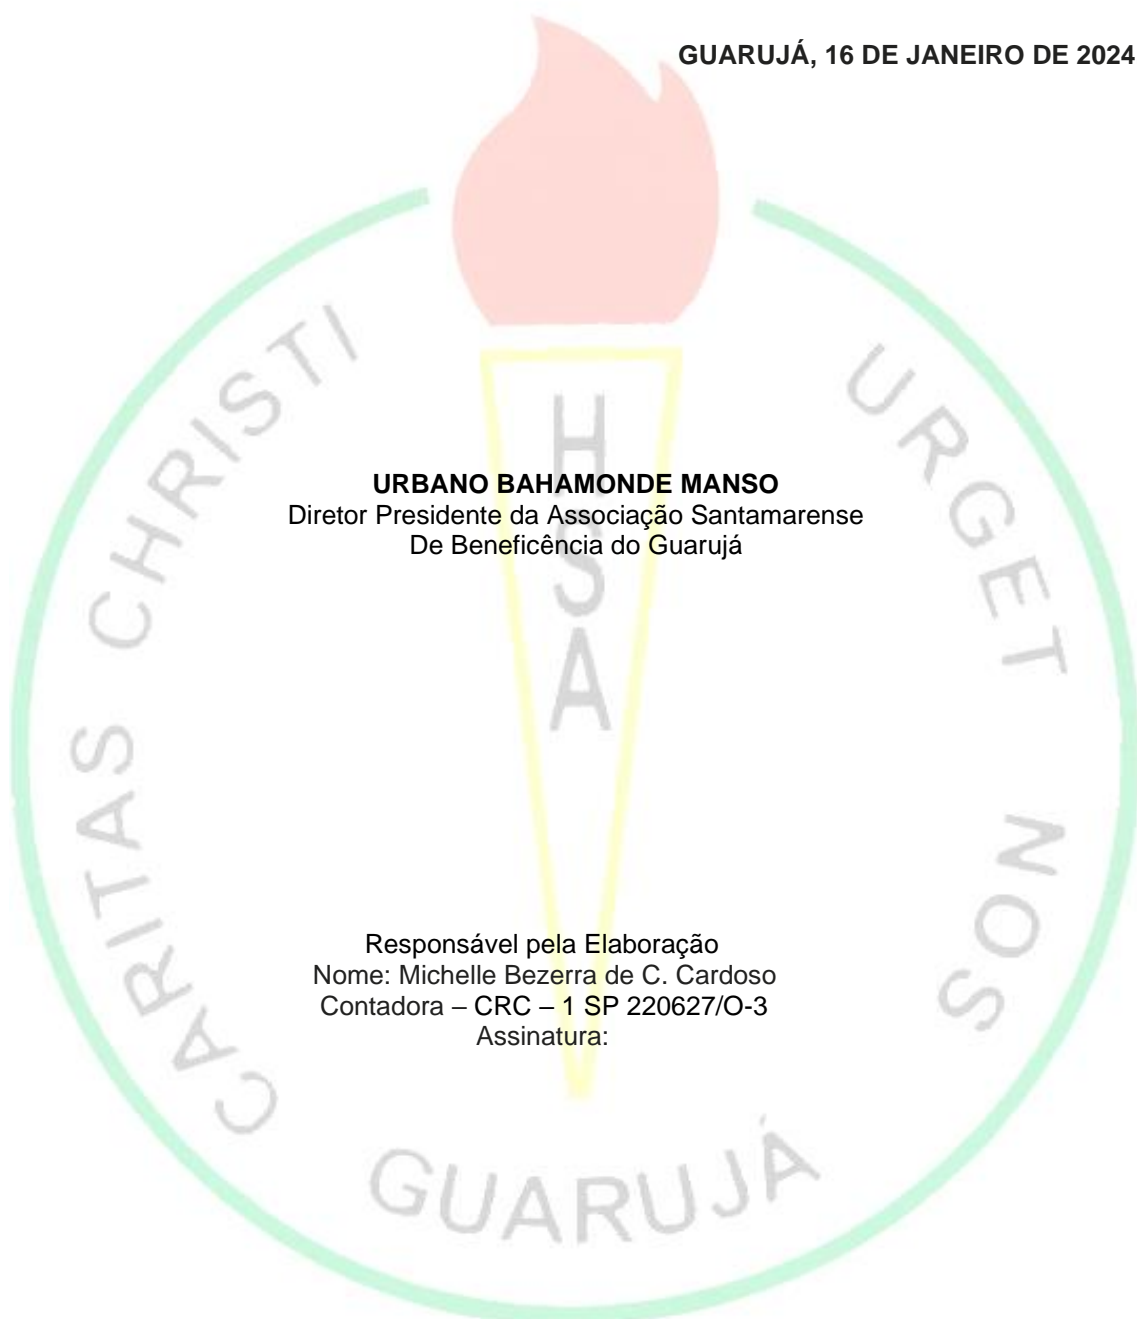 GUARUJÁ, 16 DE JANEIRO DE 2024
URBANO BAHAMONDE MANSO
Diretor Presidente da Associação Santamarense
De Beneficência do Guarujá
Responsável pela Elaboração
Nome: Michelle Bezerra de C. Cardoso
Contadora – CRC – 1 SP 220627/O-3
Assinatura:
CARITAS CHRISTI URGET NOS
HSA
GUARUJÁ